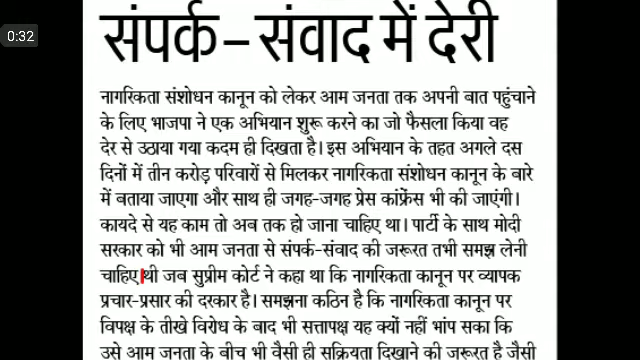 0:32
संपर्क-संवाद में देरी
नागरिकता संशोधन कानून को लेकर आम जनता तक अपनी बात पहुंचाने
के लिए भाजपा ने एक अभियान शुरू करने का जो फैसला किया वह
देर से उठाया गया कदम ही दिखता है। इस अभियान के तहत अगले दस
दिनों में तीन करोड़ परिवारों से मिलकर नागरिकता संशोधन कानून के बारे
में बताया जाएगा और साथ ही जगह-जगह प्रेस कांफ्रेंस भी की जाएंगी।
कायदे से यह काम तो अब तक हो जाना चाहिए था। पार्टी के साथ मोदी
सरकार को भी आम जनता से संपर्क-संवाद की जरूरत तभी समझ लेनी
चाहिए थी जब सुप्रीम कोर्ट ने कहा था कि नागरिकता कानून पर व्यापक
प्रचार-प्रसार की दरकार है। समझना कठिन है कि नागरिकता कानून पर
विपक्ष के तीखे विरोध के बाद भी सत्तापक्ष यह क्यों नहीं भांप सका कि
उसे आम जनता के बीच भी वैसी ही सक्रियता दिखाने की जरूरत है जैसी